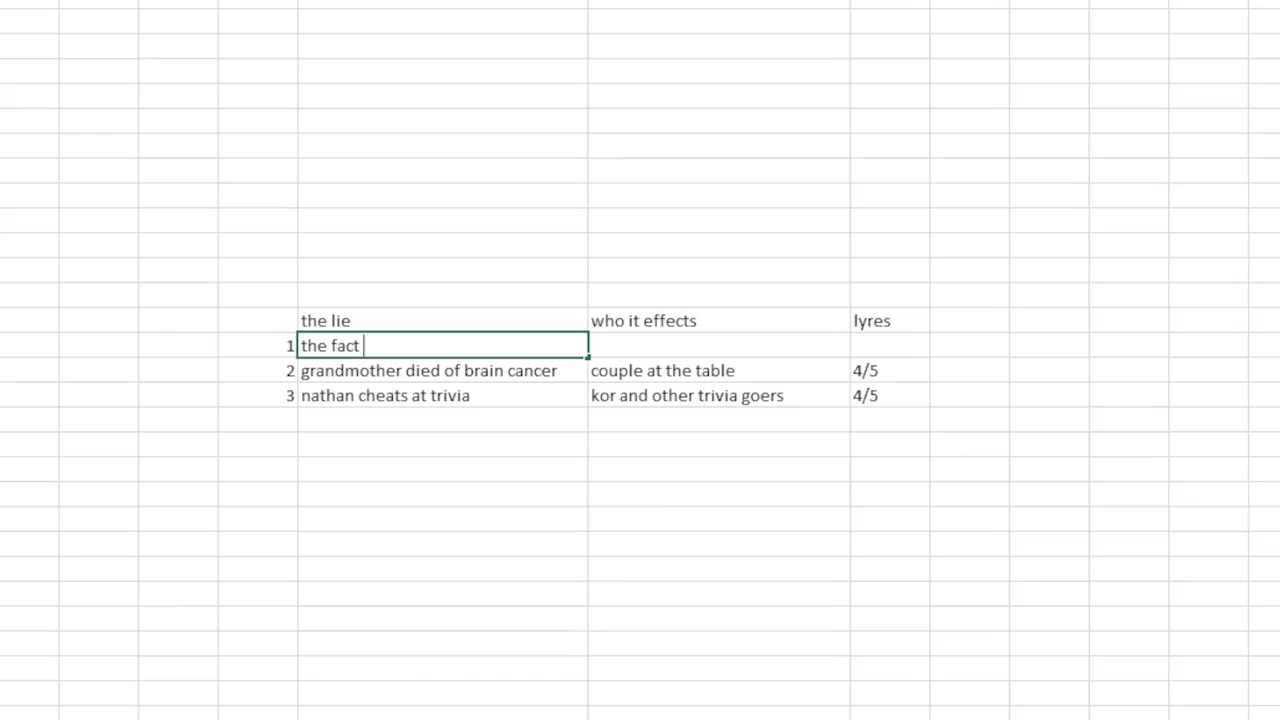 the lie who it effects lyres
1 the fact
2 grandmother died of brain cancer couple at the table 4/5
3 nathan cheats at trivia kor and other trivia goers 4/5